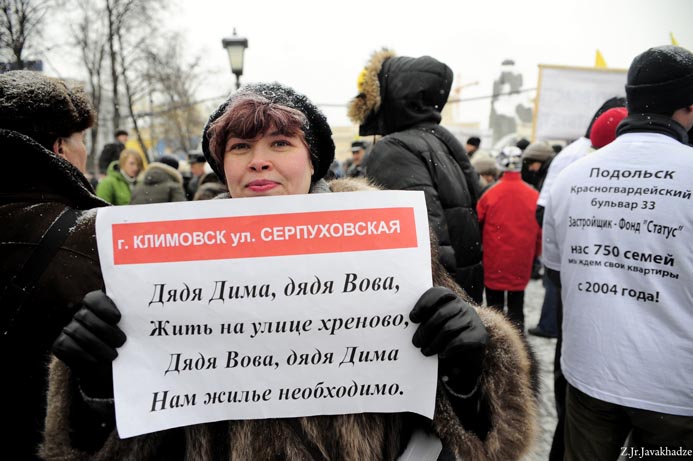 г. КЛИМОВСК ул. СЕРПУХОВСКАЯ
Дядя Дима, дядя Вова,
Жить на улице хреново,
Дядя Вова, дядя Дима
Нам жилье необходимо.
Подольск
Красногвардейский
бульвар 33
Застройщик - Фонд "Статус"
нас 750 семей
мы ждем свои квартиры
с 2004 года!
Z.Jr.Javakhadze